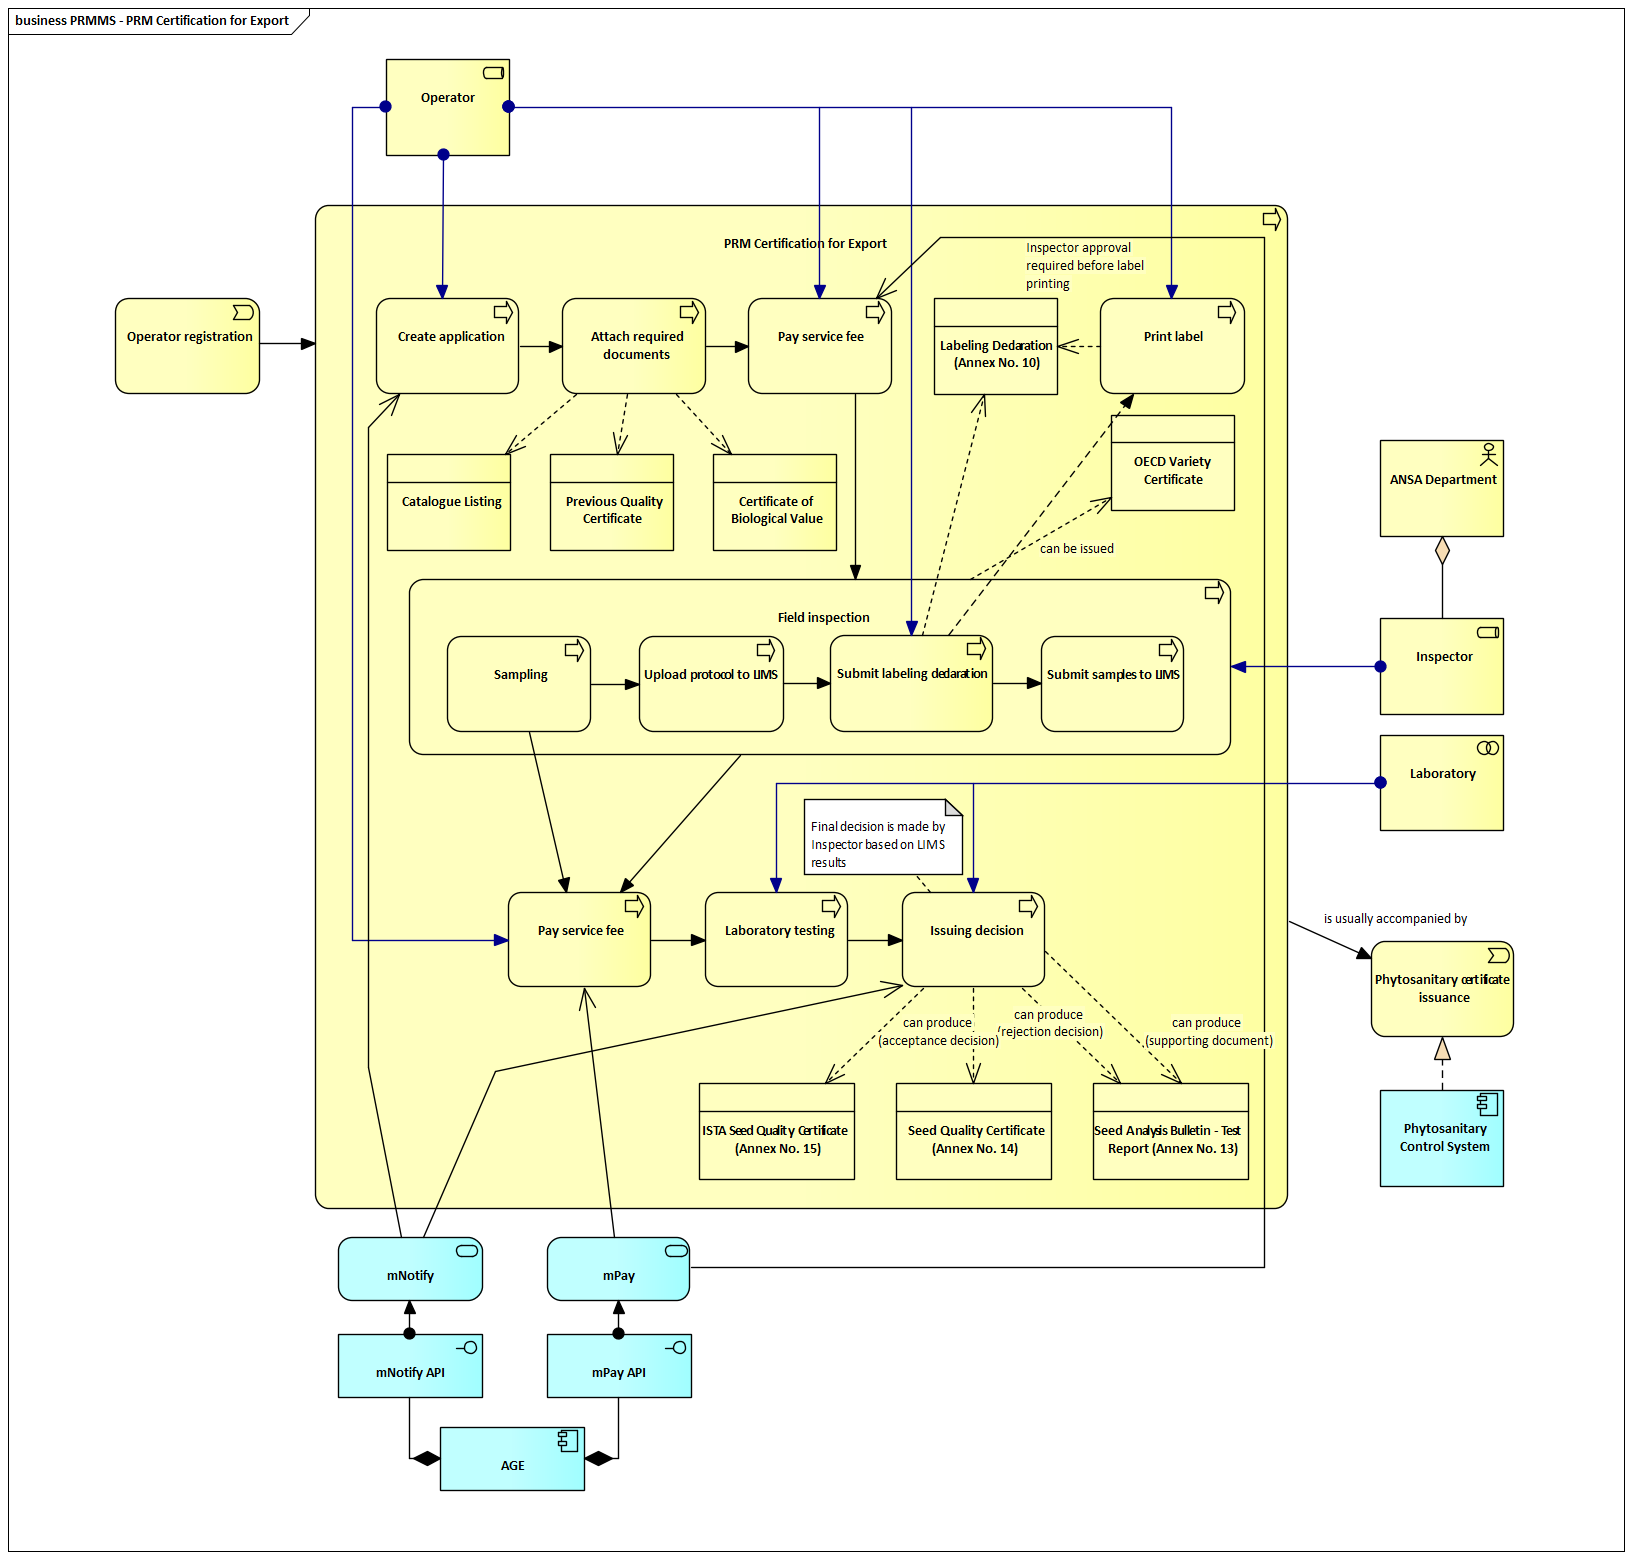 business PRMMS - PRM Certification for Export
Operator
PRM Certification for Export
Inspector approval
required before label
printing
Operator registration
Create application
Attach required
documents
Pay service fee
Labeling Declaration
(Annex No. 10)
Print label
Catalogue Listing
Previous Quality
Certificate
Certificate of
Biological Value
OECD Variety
Certificate
ANSA Department
can be issued
Field inspection
Sampling
Upload protocol to LIMS
Submit labeling declaration
Submit samples to LIMS
Inspector
Laboratory
Final decision is made by
Inspector based on LIMS
results
Pay service fee
Laboratory testing
Issuing decision
is usually accompanied by
Phytosanitary certificate
issuance
can produce
(acceptance decision)
can produce
(rejection decision)
can produce
(supporting document)
ISTA Seed Quality Certificate
(Annex No. 15)
Seed Quality Certificate
(Annex No. 14)
Seed Analysis Bulletin - Test
Report (Annex No. 13)
Phytosanitary
Control System
mNotify
mPay
mNotify API
mPay API
AGE